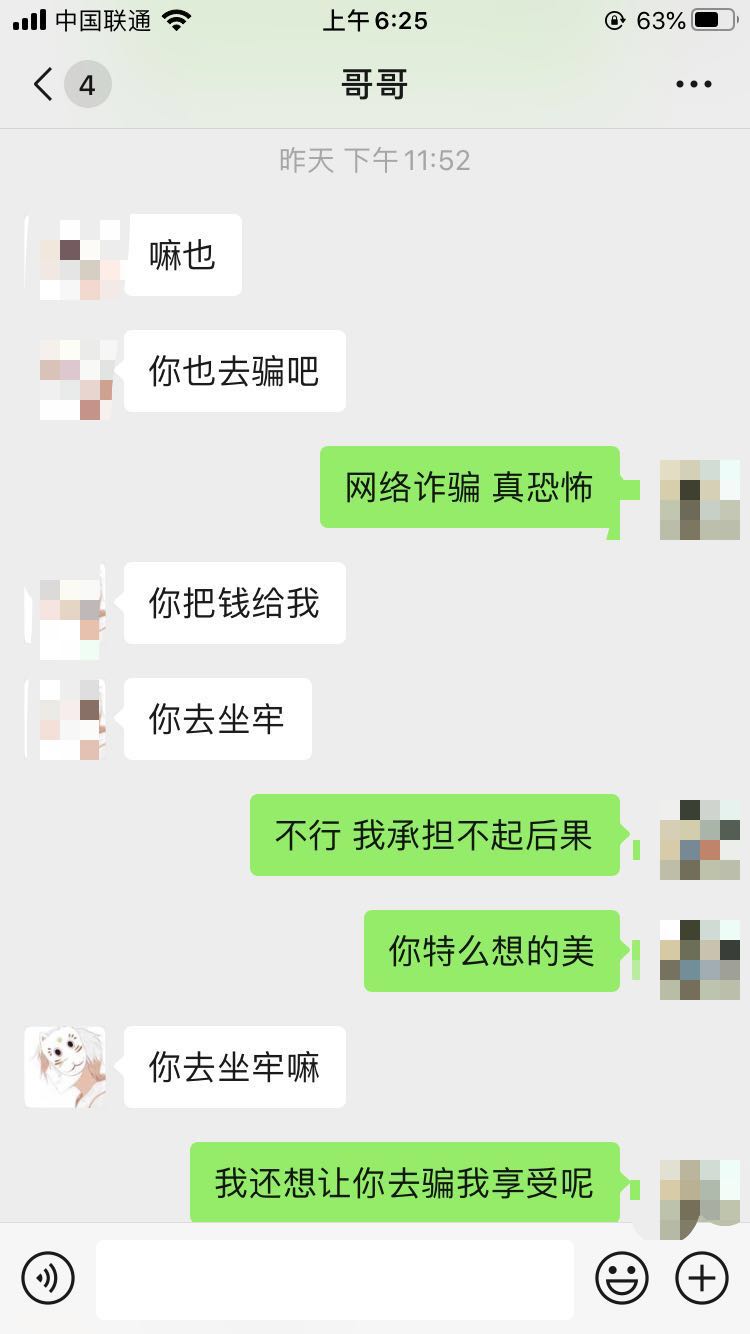 中国联通 上午6:25 63%
4 哥哥
昨天 下午11:52
嘛也
你也去骗吧
网络诈骗 真恐怖
你把钱给我
你去坐牢
不行 我承担不起后果
你特么想的美
你去坐牢嘛
我还想让你去骗我享受呢